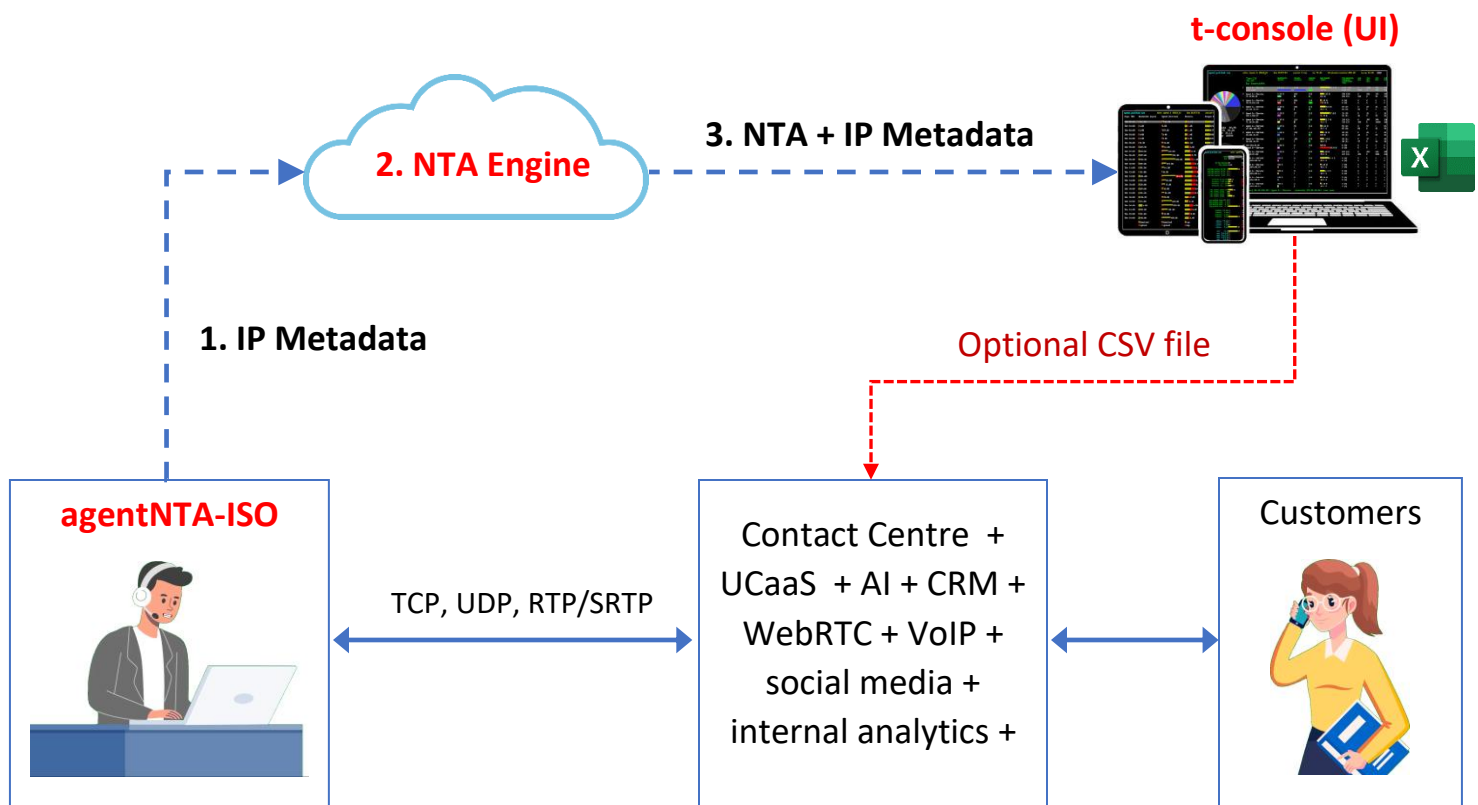 t-console (UI)
2. NTA Engine
3. NTA + IP Metadata
X
1. IP Metadata
Optional CSV file
agentNTA-ISO
TCP, UDP, RTP/SRTP
Contact Centre +
UCaaS + AI + CRM +
WebRTC + VoIP +
social media +
internal analytics +
Customers